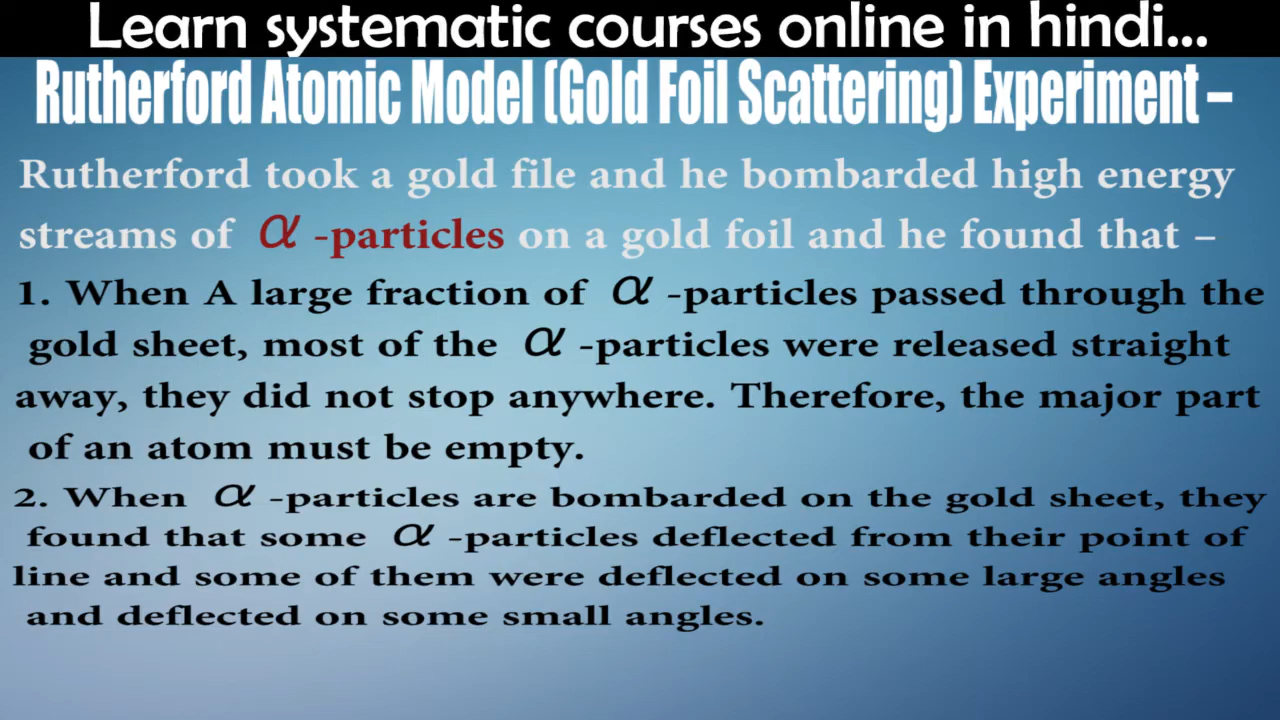 Learn systematic courses online in hindi...
Rutherford Atomic Model (Gold Foil Scattering) Experiment –
Rutherford took a gold file and he bombarded high energy
streams of α -particles on a gold foil and he found that –
1. When A large fraction of α -particles passed through the
gold sheet, most of the α -particles were released straight
away, they did not stop anywhere. Therefore, the major part
of an atom must be empty.
2. When α -particles are bombarded on the gold sheet, they
found that some α -particles deflected from their point of
line and some of them were deflected on some large angles
and deflected on some small angles.